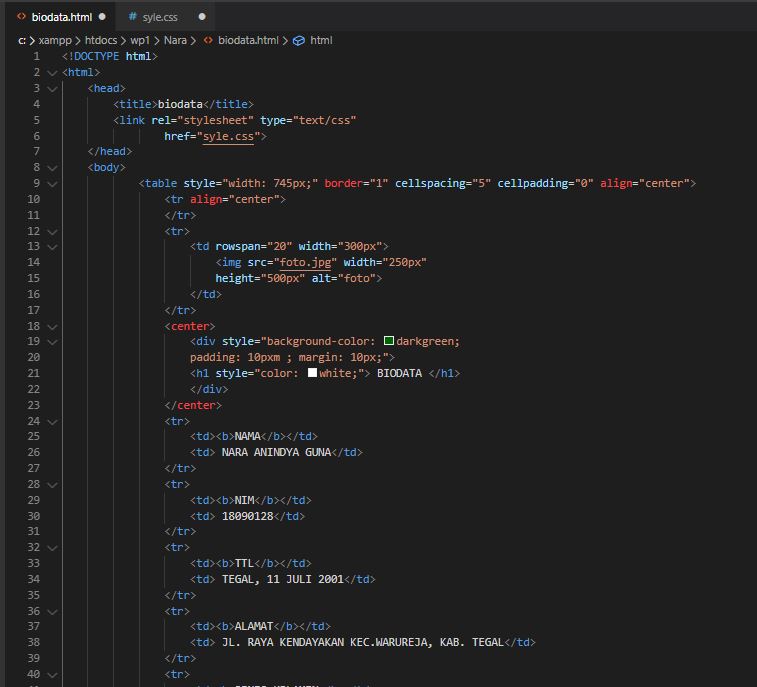 biodata.html
# syle.css
C: > xampp > htdocs > wp1 > Nara > <> biodata.html > html
1 <!DOCTYPE html>
2 <html>
3 <head>
4 <title>biodata</title>
5 <link rel="stylesheet" type="text/css"
6 href="syle.css">
7 </head>
8 <body>
9 <table style="width: 745px;" border="1" cellspacing="5" cellpadding="0" align="center">
10 <tr align="center">
11 </tr>
12 <tr>
13 <td rowspan="20" width="300px">
14 <img src="foto.jpg" width="250px"
15 height="500px" alt="foto">
16 </td>
17 </tr>
18 <center>
19 <div style="background-color: darkgreen;
20 padding: 10pxm ; margin: 10px;">
21 <h1 style="color: white;"> BIODATA </h1>
22 </div>
23 </center>
24 <tr>
25 <td><b>NAMA</b></td>
26 <td> NARA ANINDYA GUNA</td>
27 </tr>
28 <tr>
29 <td><b>NIM</b></td>
30 <td> 18090128</td>
31 </tr>
32 <tr>
33 <td><b>TTL</b></td>
34 <td> TEGAL, 11 JULI 2001</td>
35 </tr>
36 <tr>
37 <td><b>ALAMAT</b></td>
38 <td> JL. RAYA KENDAYAKAN KEC.WARUREJA, KAB. TEGAL</td>
39 </tr>
40 <tr>